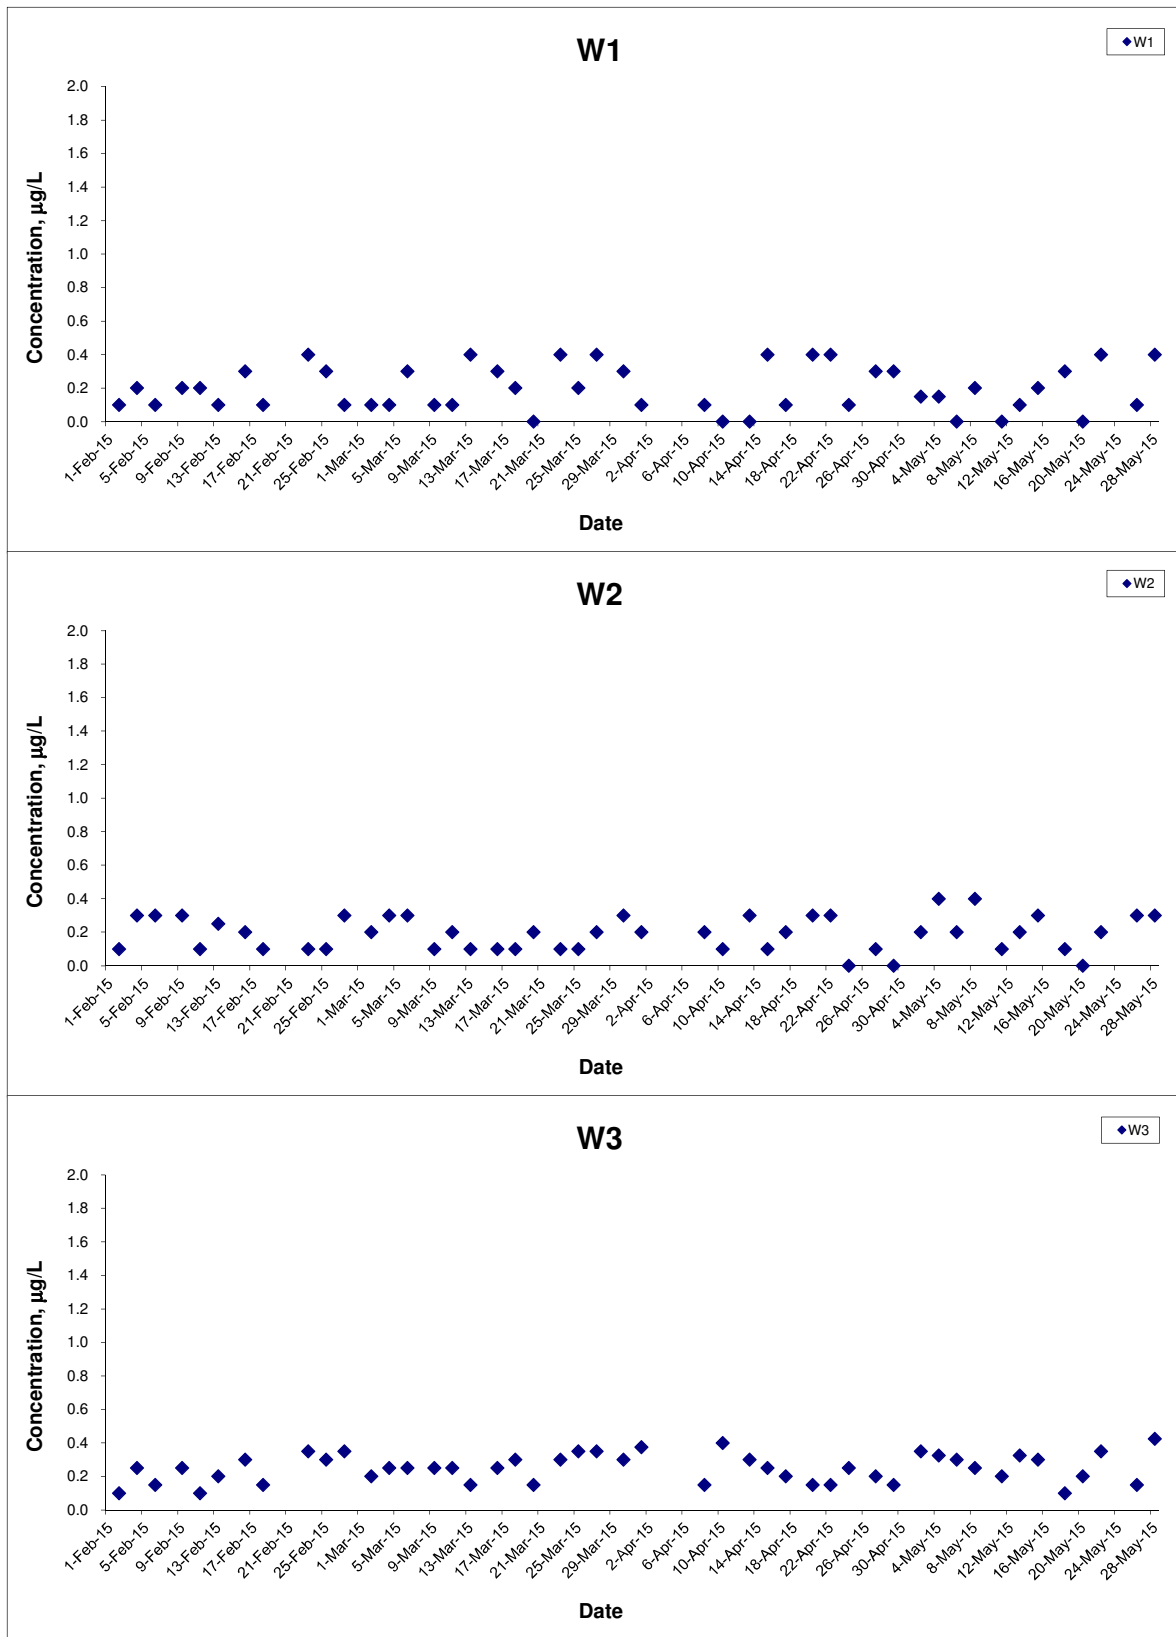 W1
W1
2.0
1.8
1.6
1.4
1.2
1.0
0.8
0.6
0.4
0.2
0.0
Concentration, µg/L
1-Feb-15 5-Feb-15 9-Feb-15 13-Feb-15 17-Feb-15 21-Feb-15 25-Feb-15 1-Mar-15 5-Mar-15 9-Mar-15 13-Mar-15 17-Mar-15 21-Mar-15 25-Mar-15 29-Mar-15 2-Apr-15 6-Apr-15 10-Apr-15 14-Apr-15 18-Apr-15 22-Apr-15 26-Apr-15 30-Apr-15 4-May-15 8-May-15 12-May-15 16-May-15 20-May-15 24-May-15 28-May-15
Date
W2
W2
2.0
1.8
1.6
1.4
1.2
1.0
0.8
0.6
0.4
0.2
0.0
Concentration, µg/L
1-Feb-15 5-Feb-15 9-Feb-15 13-Feb-15 17-Feb-15 21-Feb-15 25-Feb-15 1-Mar-15 5-Mar-15 9-Mar-15 13-Mar-15 17-Mar-15 21-Mar-15 25-Mar-15 29-Mar-15 2-Apr-15 6-Apr-15 10-Apr-15 14-Apr-15 18-Apr-15 22-Apr-15 26-Apr-15 30-Apr-15 4-May-15 8-May-15 12-May-15 16-May-15 20-May-15 24-May-15 28-May-15
Date
W3
W3
2.0
1.8
1.6
1.4
1.2
1.0
0.8
0.6
0.4
0.2
0.0
Concentration, µg/L
1-Feb-15 5-Feb-15 9-Feb-15 13-Feb-15 17-Feb-15 21-Feb-15 25-Feb-15 1-Mar-15 5-Mar-15 9-Mar-15 13-Mar-15 17-Mar-15 21-Mar-15 25-Mar-15 29-Mar-15 2-Apr-15 6-Apr-15 10-Apr-15 14-Apr-15 18-Apr-15 22-Apr-15 26-Apr-15 30-Apr-15 4-May-15 8-May-15 12-May-15 16-May-15 20-May-15 24-May-15 28-May-15
Date